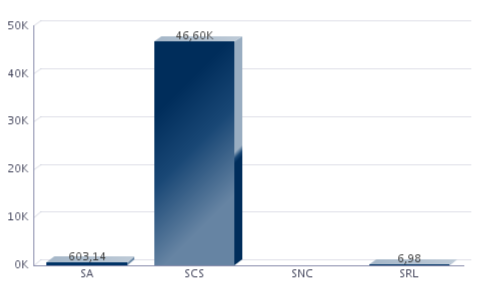 50K
46,60K
40K
30K
20K
10K
603,14
6,98
0K
SA SCS SNC SRL